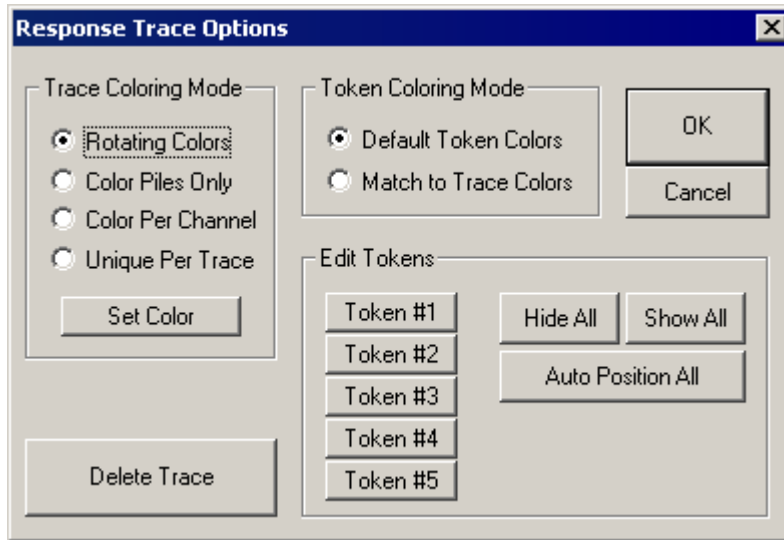 Response Trace Options
Trace Coloring Mode
Rotating Colors
Color Piles Only
Color Per Channel
Unique Per Trace
Set Color
Token Coloring Mode
Default Token Colors
Match to Trace Colors
OK
Cancel
Edit Tokens
Token #1
Token #2
Token #3
Token #4
Token #5
Hide All
Show All
Auto Position All
Delete Trace